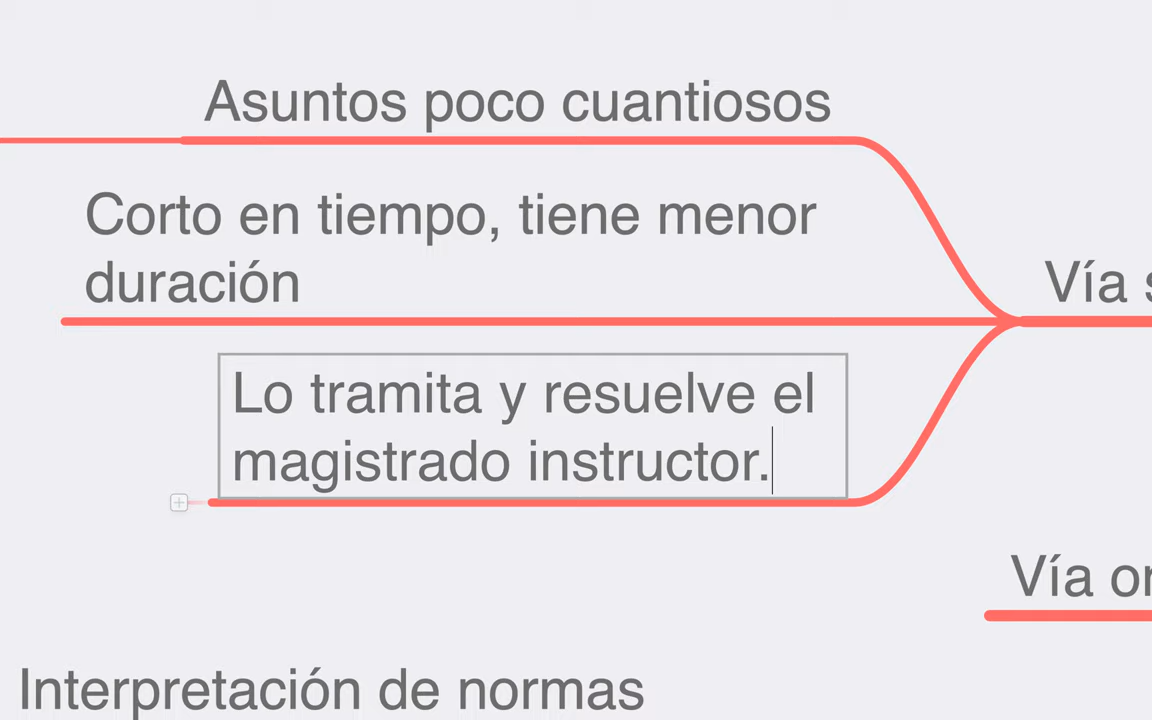 Asuntos poco cuantiosos
Corto en tiempo, tiene menor
duración
Vía
Lo tramita y resuelve el
magistrado instructor.
Vía
Interpretación de normas